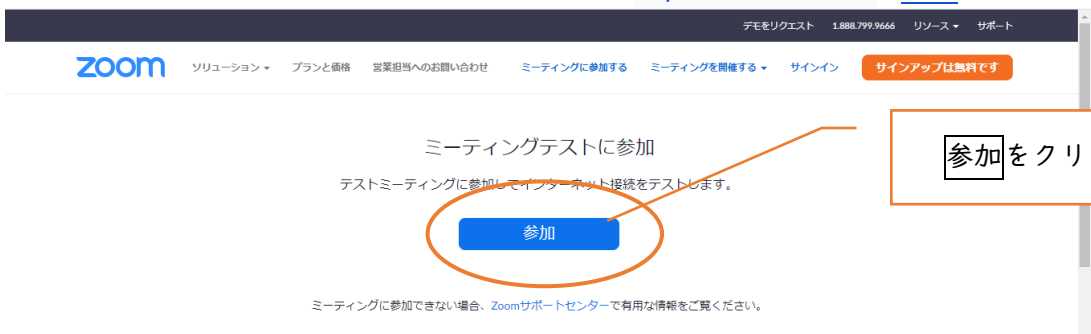 デモをリクエスト 1.888.799.9666 リソース サポート
zoom ソリューション プランと価格 営業担当へのお問い合わせ ミーティングに参加する ミーティングを開催する サインイン サインアップは無料です
ミーティングテストに参加
参加をクリ
テストミーティングに参加してインターネット接続をテストします。
参加
ミーティングに参加できない場合、Zoomサポートセンターで有用な情報をご覧ください。